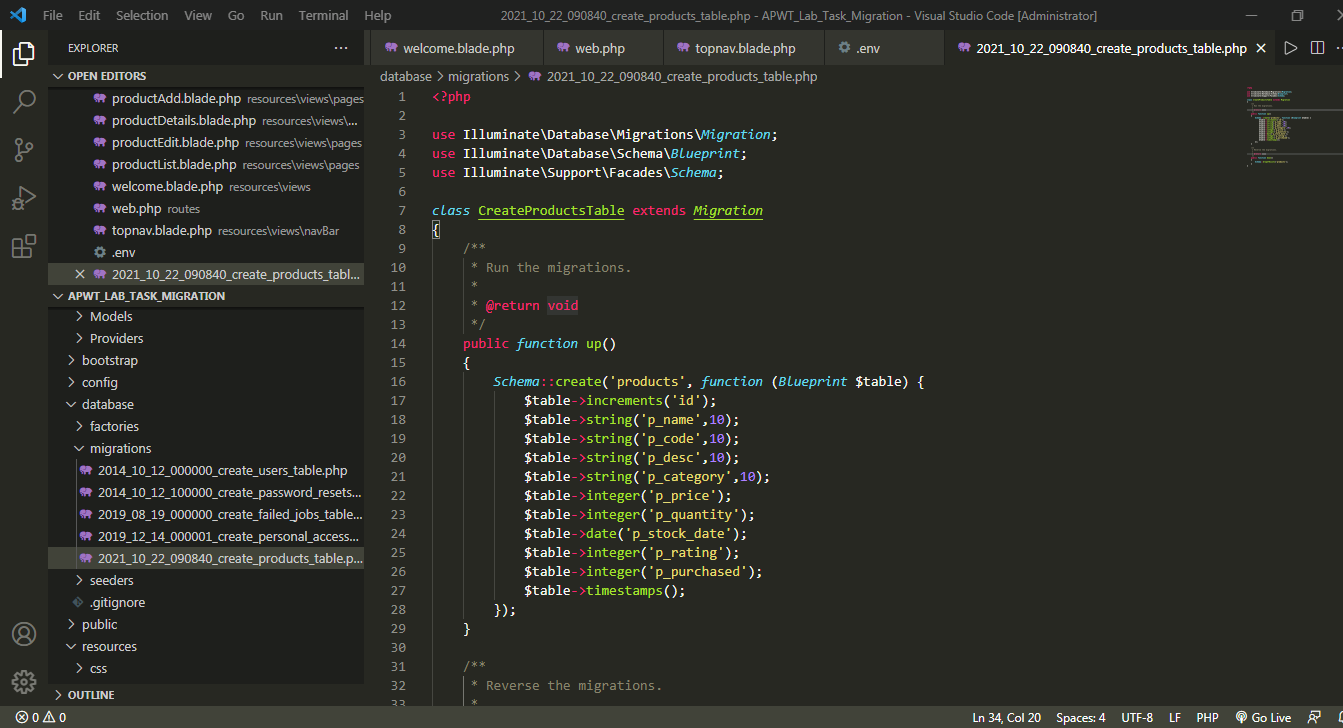 File Edit Selection View Go Run Terminal Help
2021_10_22_090840_create_products_table.php - APWT_Lab_Task_Migration - Visual Studio Code [Administrator]
EXPLORER
OPEN EDITORS
productAdd.blade.php resources\views\pages
productDetails.blade.php resources\views\...
productEdit.blade.php resources\views\pages
productList.blade.php resources\views\pages
welcome.blade.php resources\views
web.php routes
topnav.blade.php resources\views\navBar
.env
2021_10_22_090840_create_products_tabl...
APWT_LAB_TASK_MIGRATION
Models
Providers
bootstrap
config
database
factories
migrations
2014_10_12_000000_create_users_table.php
2014_10_12_100000_create_password_resets...
2019_08_19_000000_create_failed_jobs_table...
2019_12_14_000001_create_personal_access...
2021_10_22_090840_create_products_table.p...
seeders
.gitignore
public
resources
css
OUTLINE
welcome.blade.php web.php topnav.blade.php .env 2021_10_22_090840_create_products_table.php
database > migrations > 2021_10_22_090840_create_products_table.php
1 <?php
2
3 use Illuminate\Database\Migrations\Migration;
4 use Illuminate\Database\Schema\Blueprint;
5 use Illuminate\Support\Facades\Schema;
6
7 class CreateProductsTable extends Migration
8 {
9 /**
10 * Run the migrations.
11 *
12 * @return void
13 */
14 public function up()
15 {
16 Schema::create('products', function (Blueprint $table) {
17 $table->increments('id');
18 $table->string('p_name',10);
19 $table->string('p_code',10);
20 $table->string('p_desc',10);
21 $table->string('p_category',10);
22 $table->integer('p_price');
23 $table->integer('p_quantity');
24 $table->date('p_stock_date');
25 $table->integer('p_rating');
26 $table->integer('p_purchased');
27 $table->timestamps();
28 });
29 }
30
31 /**
32 * Reverse the migrations.
33 *
0 0
Ln 34, Col 20 Spaces: 4 UTF-8 LF PHP Go Live